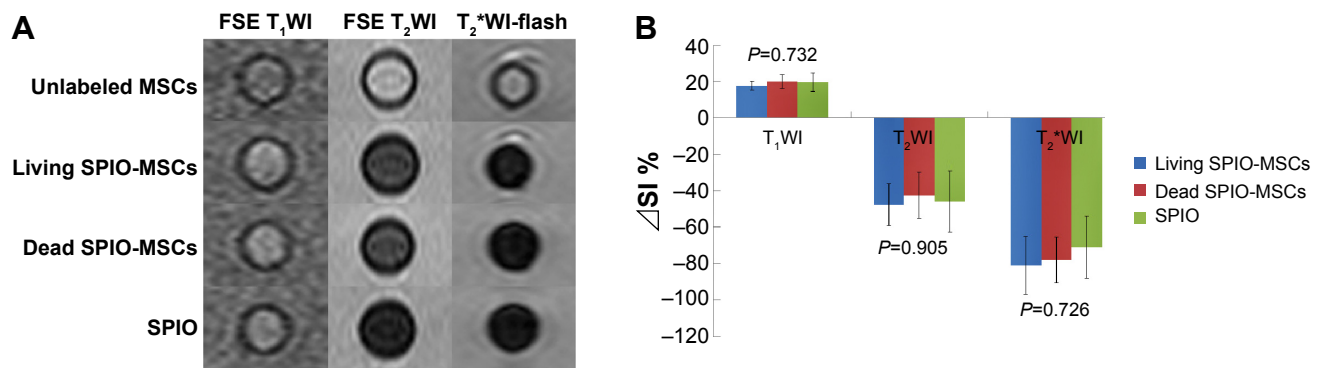 A
FSE T₁WI FSE T₂WI T₂*WI-flash
Unlabeled MSCs
Living SPIO-MSCs
Dead SPIO-MSCs
SPIO
B
⊿SI %
40
20
0
–20
–40
–60
–80
–100
–120
P=0.732
T₁WI
T₂WI
T₂*WI
P=0.905
P=0.726
Living SPIO-MSCs
Dead SPIO-MSCs
SPIO